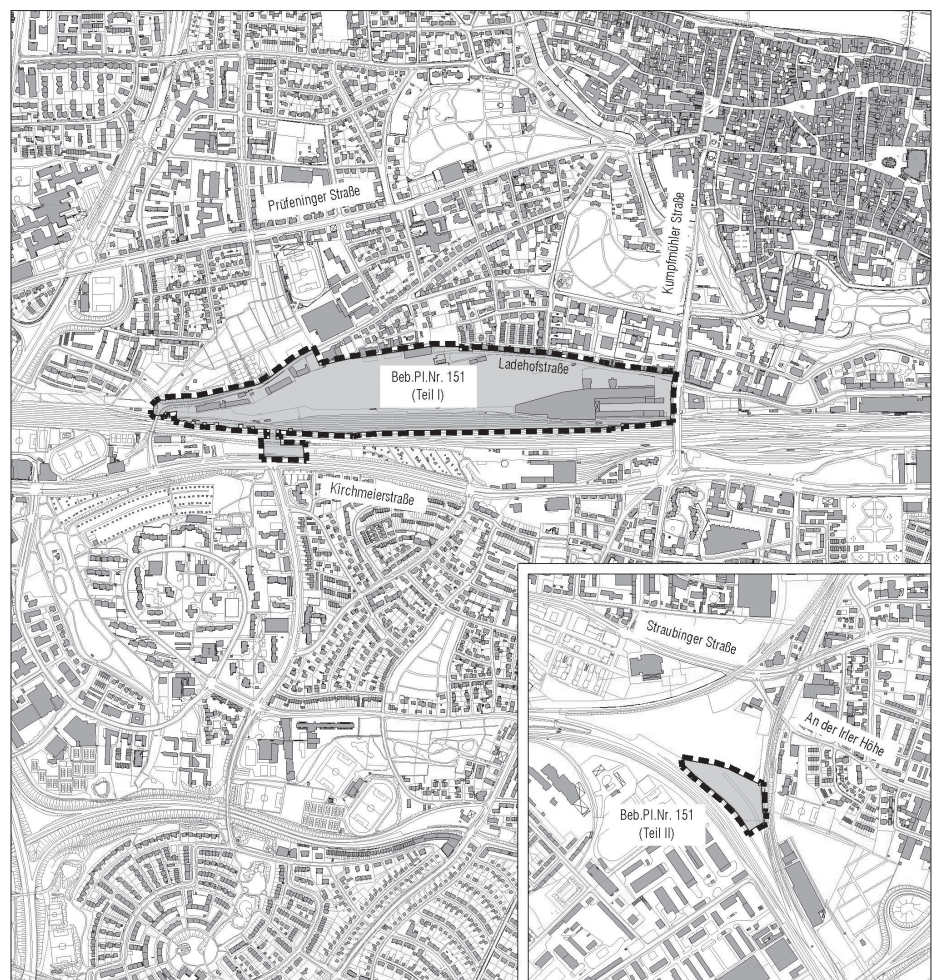 Prüfeninger Straße
Kumpfmühler Straße
Ladehofstraße
Beb.Pl.Nr. 151
(Teil I)
Kirchmeierstraße
Straubinger Straße
An der Irler Höhe
Beb.Pl.Nr. 151
(Teil II)